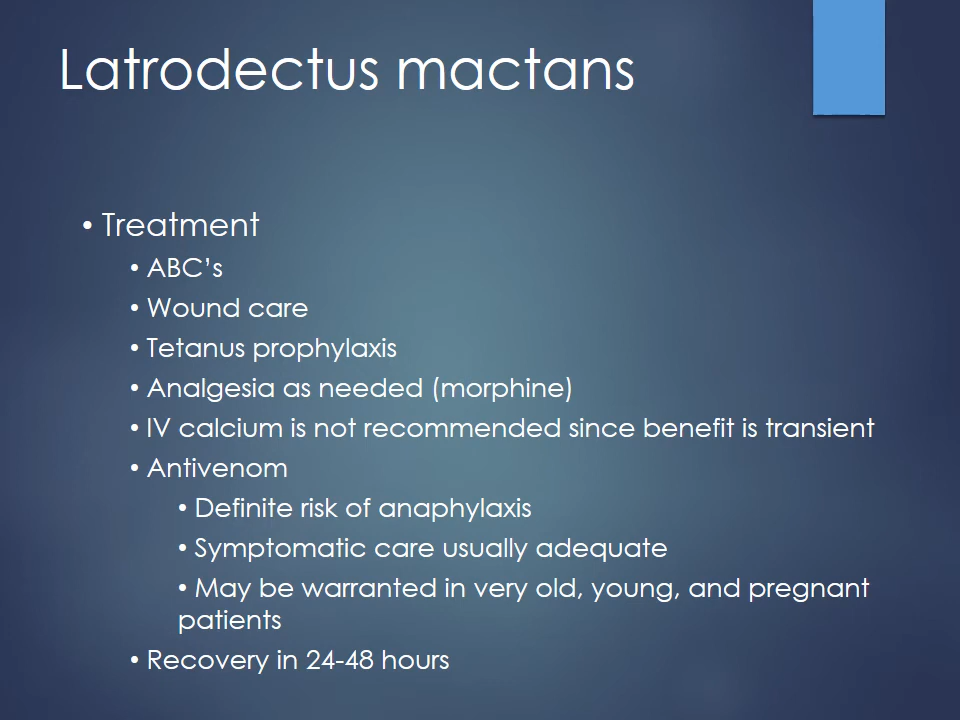 Latrodectus mactans
• Treatment
• ABC’s
• Wound care
• Tetanus prophylaxis
• Analgesia as needed (morphine)
• IV calcium is not recommended since benefit is transient
• Antivenom
• Definite risk of anaphylaxis
• Symptomatic care usually adequate
• May be warranted in very old, young, and pregnant
patients
• Recovery in 24-48 hours